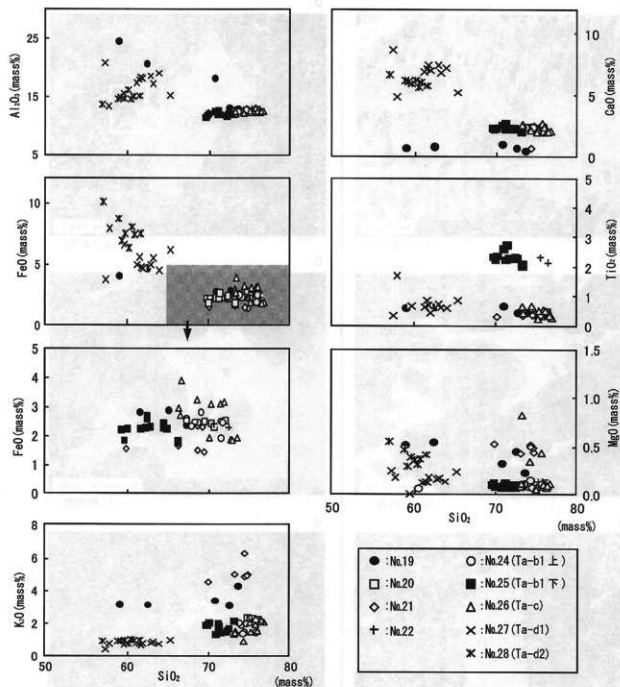 25
15
5
Al₂O₃(mass%)
10
5
0
CaO(mass%)
10
5
0
FeO(mass%)
5
4
3
2
1
0
TiO₂(mass%)
5
4
3
2
1
0
FeO(mass%)
1.5
1.0
0.5
0.0
MgO(mass%)
50
60
SiO₂
70
80
(mass%)
8
6
4
2
0
K₂O(mass%)
50
60
SiO₂
70
80
●:No.19
□:No.20
◇:No.21
+:No.22
○:No.24(Ta-b1 上)
■:No.25(Ta-b1 下)
△:No.26(Ta-c)
×:No.27(Ta-d1)
:No.28(Ta-d2)